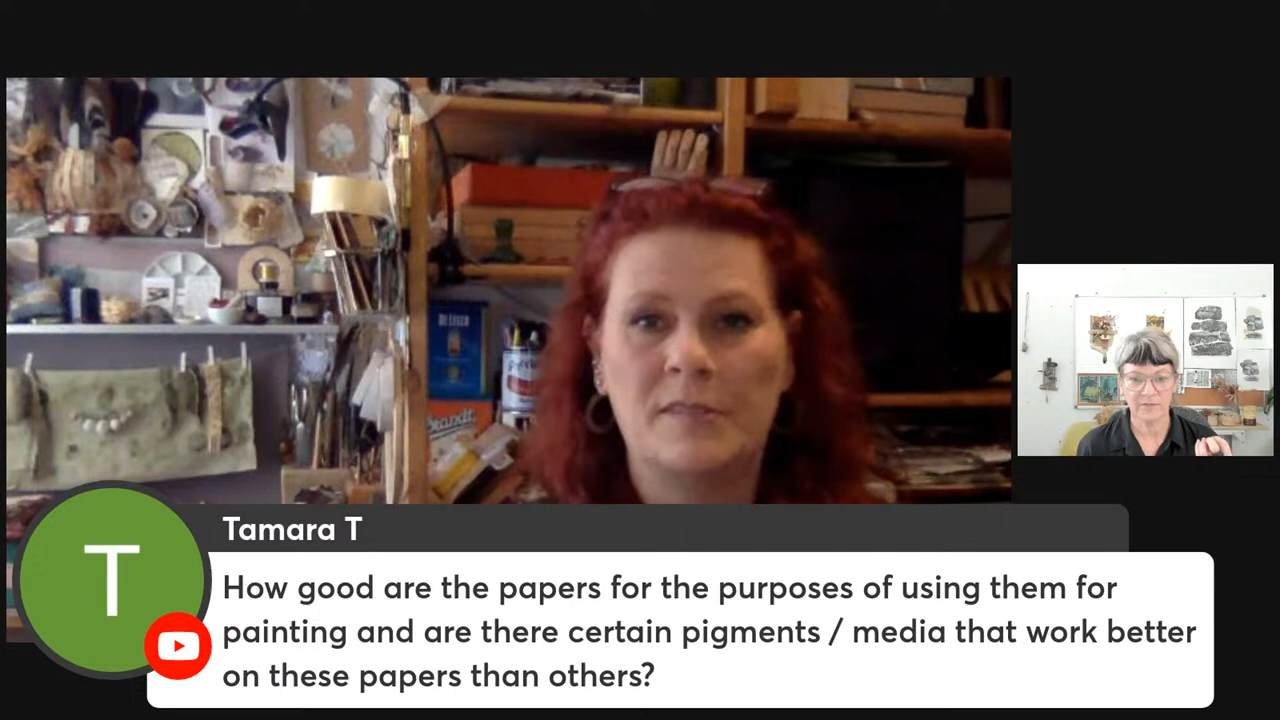 Tamara T
T
How good are the papers for the purposes of using them for
painting and are there certain pigments / media that work better
on these papers than others?